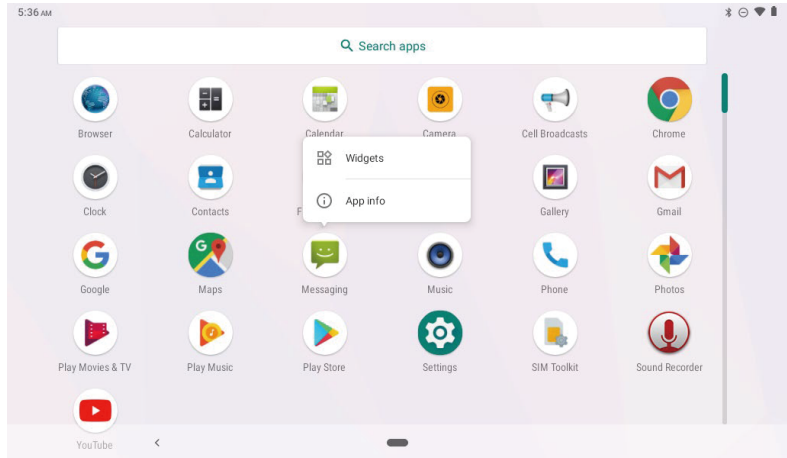 5:36 AM
Search apps
Browser
Calculator
Calendar
Camera
Cell Broadcasts
Chrome
Widgets
App info
Clock
Contacts
F
Gallery
Gmail
Google
Maps
Messaging
Music
Phone
Photos
Play Movies & TV
Play Music
Play Store
Settings
SIM Toolkit
Sound Recorder
YouTube